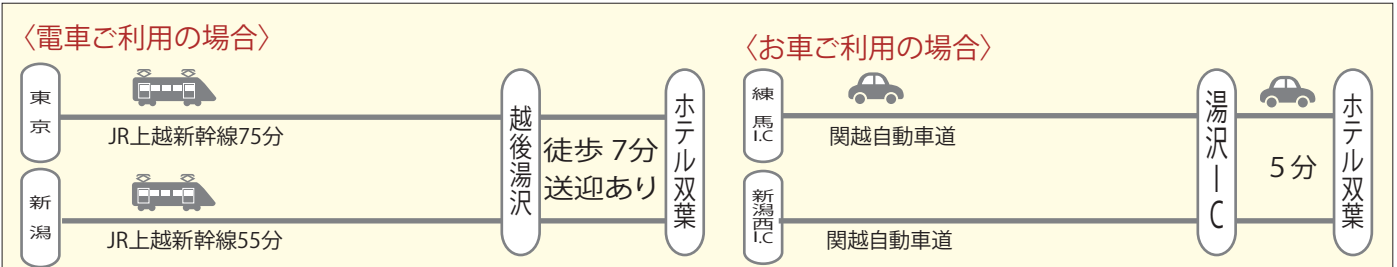 〈電車ご利用の場合〉
東京
JR上越新幹線75分
新潟
JR上越新幹線55分
越後湯沢
徒歩 7分
送迎あり
ホテル双葉
〈お車ご利用の場合〉
練馬I.C
関越自動車道
新潟西I.C
関越自動車道
湯沢IC
5分
ホテル双葉